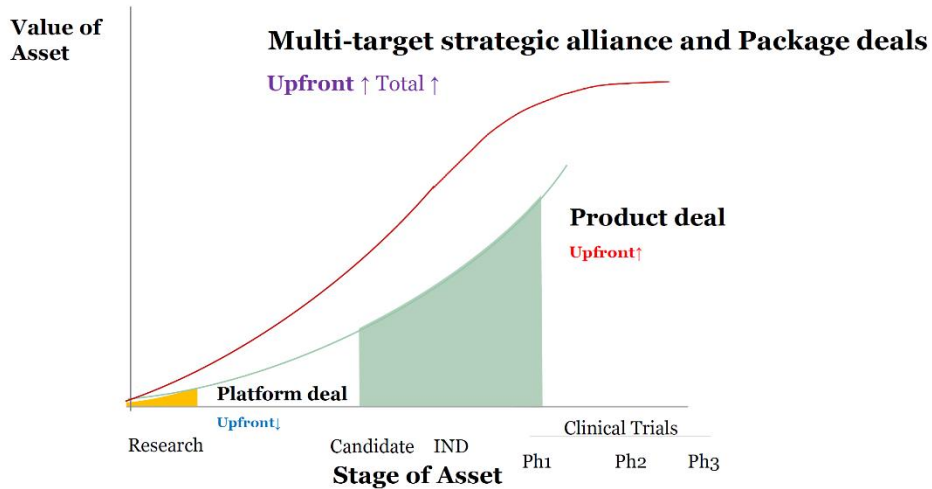 Value of
Asset
Multi-target strategic alliance and Package deals
Upfront ↑ Total ↑
Product deal
Upfront↑
Platform deal
Upfront↓
Research
Candidate
IND
Clinical Trials
Ph1
Ph2
Ph3
Stage of Asset